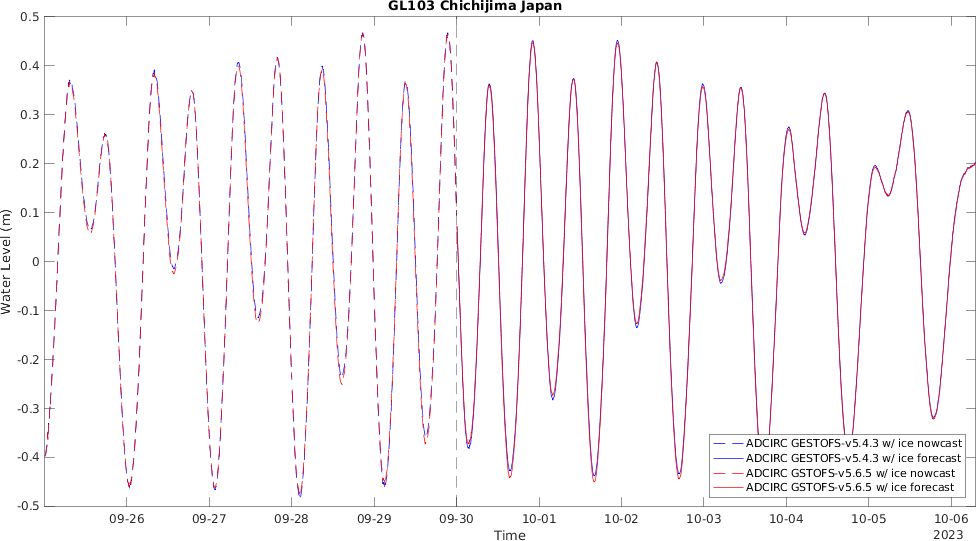 GL103 Chichijima Japan
0.5
0.4
0.3
0.2
0.1
0
-0.1
-0.2
-0.3
-0.4
-0.5
Water Level (m)
ADCIRC GESTOFS-v5.4.3 w/ ice nowcast
ADCIRC GESTOFS-v5.4.3 w/ ice forecast
ADCIRC GSTOFS-v5.6.5 w/ ice nowcast
ADCIRC GSTOFS-v5.6.5 w/ ice forecast
09-26 09-27 09-28 09-29 09-30 10-01 10-02 10-03 10-04 10-05 10-06
2023
Time